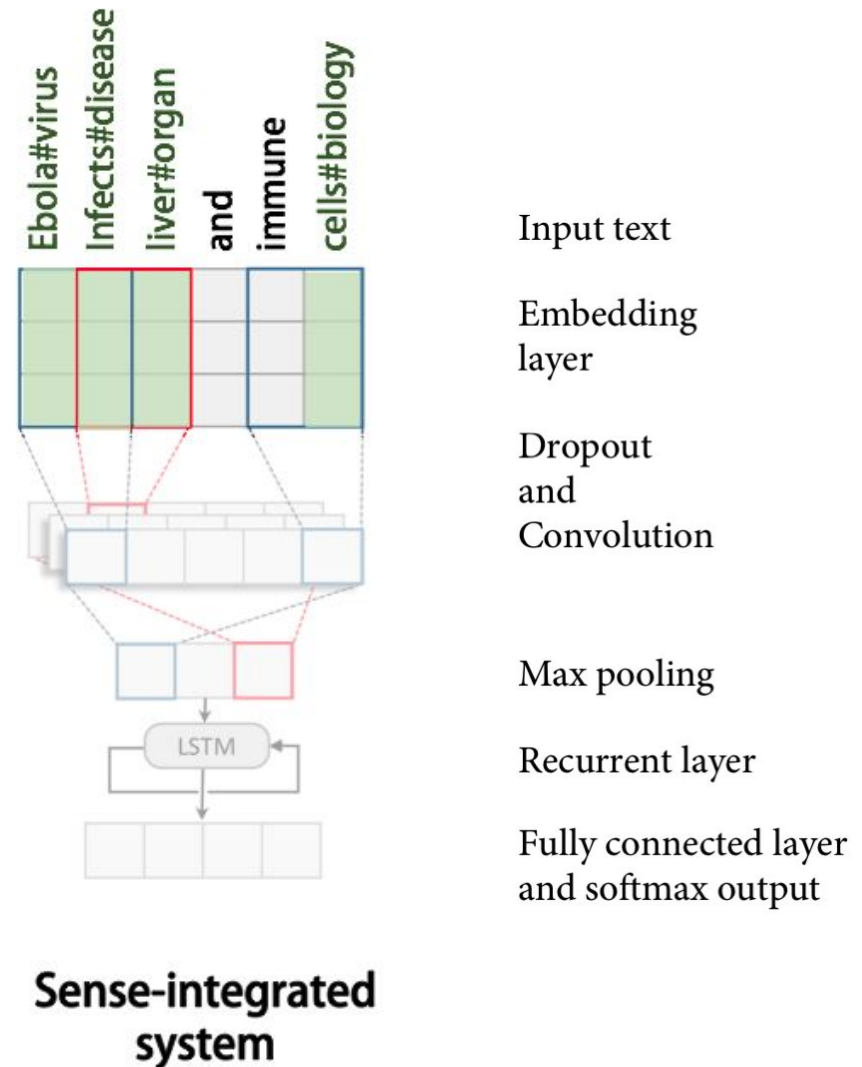 Ebola#virus
Infects#disease
liver#organ
and
immune
cells#biology
Input text
Embedding
layer
Dropout
and
Convolution
Max pooling
LSTM
Recurrent layer
Fully connected layer
and softmax output
Sense-integrated
system